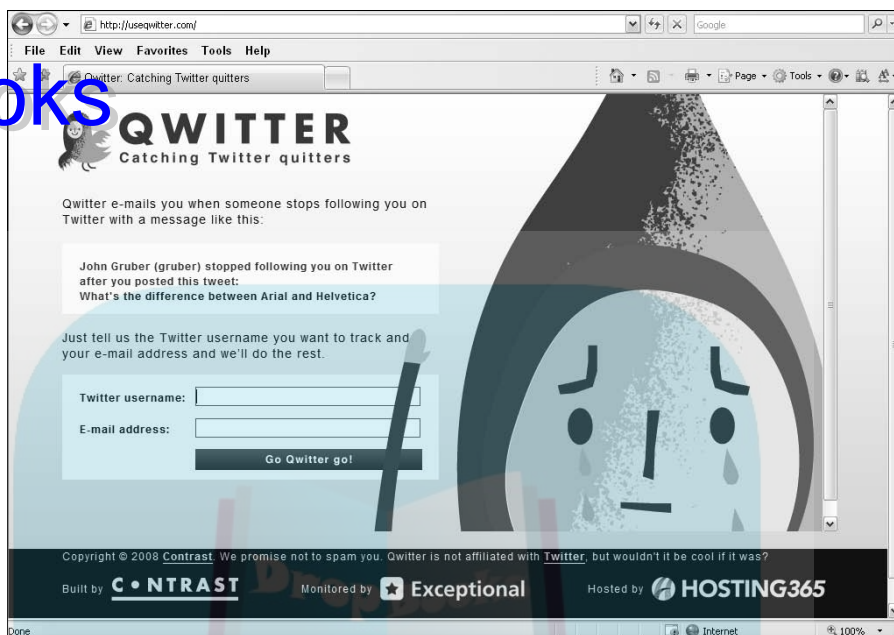 http://useqwitter.com/
Google
File Edit View Favorites Tools Help
Qwitter: Catching Twitter quitters
Page Tools
oks
QWITTER
Catching Twitter quitters
Qwitter e-mails you when someone stops following you on
Twitter with a message like this:
John Gruber (gruber) stopped following you on Twitter
after you posted this tweet:
What's the difference between Arial and Helvetica?
Just tell us the Twitter username you want to track and
your e-mail address and we'll do the rest.
Twitter username:
E-mail address:
Go Qwitter go!
Copyright © 2008 Contrast. We promise not to spam you. Qwitter is not affiliated with Twitter, but wouldn't it be cool if it was?
Built by CONTRAST Monitored by Exceptional Hosted by HOSTING365
Drop Books
Done Internet 100%